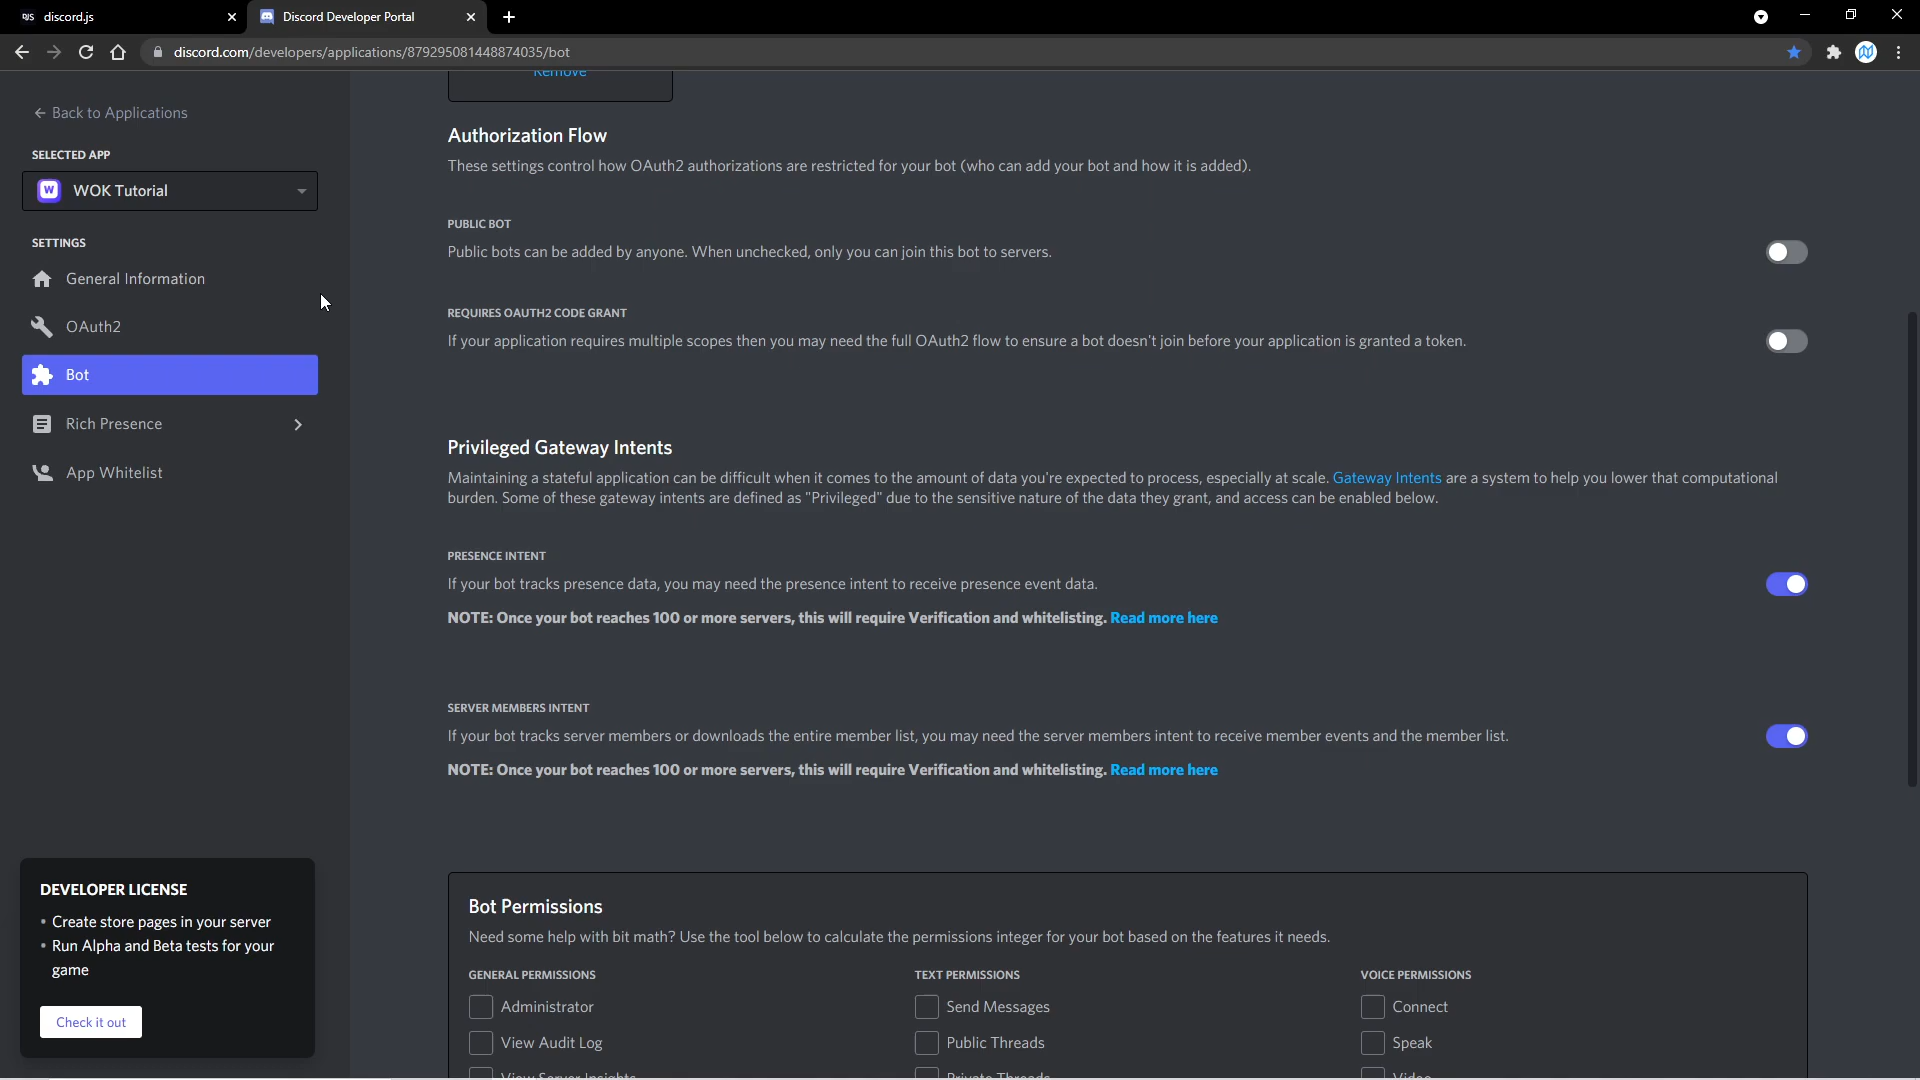 DJS discord.js
Discord Developer Portal
discord.com/developers/applications/879295081448874035/bot
Remove
← Back to Applications
SELECTED APP
W WOK Tutorial
SETTINGS
General Information
OAuth2
Bot
Rich Presence
App Whitelist
DEVELOPER LICENSE
• Create store pages in your server
• Run Alpha and Beta tests for your
game
Check it out
Authorization Flow
These settings control how OAuth2 authorizations are restricted for your bot (who can add your bot and how it is added).
PUBLIC BOT
Public bots can be added by anyone. When unchecked, only you can join this bot to servers.
REQUIRES OAUTH2 CODE GRANT
If your application requires multiple scopes then you may need the full OAuth2 flow to ensure a bot doesn't join before your application is granted a token.
Privileged Gateway Intents
Maintaining a stateful application can be difficult when it comes to the amount of data you're expected to process, especially at scale. Gateway Intents are a system to help you lower that computational
burden. Some of these gateway intents are defined as "Privileged" due to the sensitive nature of the data they grant, and access can be enabled below.
PRESENCE INTENT
If your bot tracks presence data, you may need the presence intent to receive presence event data.
NOTE: Once your bot reaches 100 or more servers, this will require Verification and whitelisting. Read more here
SERVER MEMBERS INTENT
If your bot tracks server members or downloads the entire member list, you may need the server members intent to receive member events and the member list.
NOTE: Once your bot reaches 100 or more servers, this will require Verification and whitelisting. Read more here
Bot Permissions
Need some help with bit math? Use the tool below to calculate the permissions integer for your bot based on the features it needs.
GENERAL PERMISSIONS TEXT PERMISSIONS VOICE PERMISSIONS
Administrator Send Messages Connect
View Audit Log Public Threads Speak
View Server Insights Private Threads Video